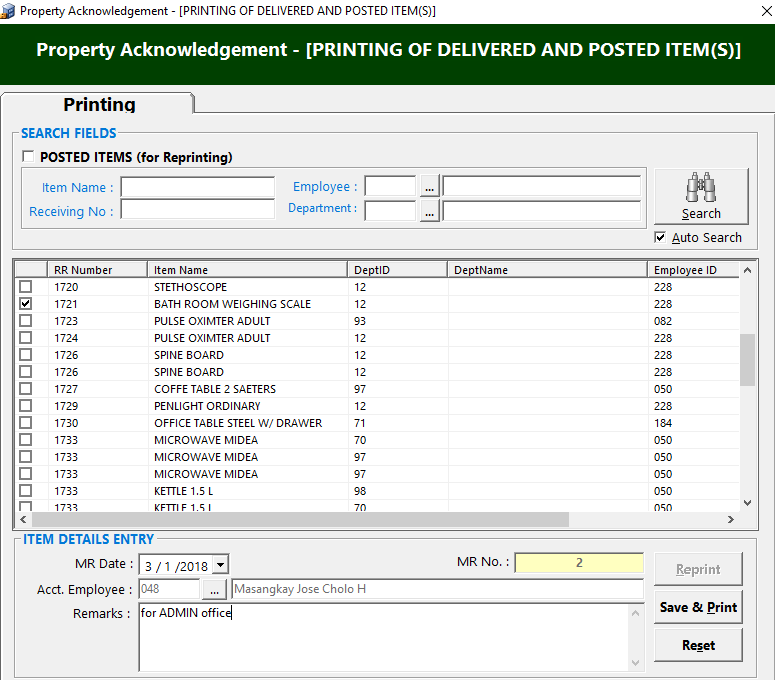 Property Acknowledgement - [PRINTING OF DELIVERED AND POSTED ITEM(S)]
Property Acknowledgement - [PRINTING OF DELIVERED AND POSTED ITEM(S)]
Printing
SEARCH FIELDS
POSTED ITEMS (for Reprinting)
Item Name : Employee : ...
Receiving No : Department : ...
Search
Auto Search
RR Number Item Name DeptID DeptName Employee ID
1720 STETHOSCOPE 12 228
1721 BATH ROOM WEIGHING SCALE 12 228
1723 PULSE OXIMTER ADULT 93 082
1724 PULSE OXIMTER ADULT 12 228
1726 SPINE BOARD 12 228
1726 SPINE BOARD 12 228
1727 COFFE TABLE 2 SAETERS 97 050
1729 PENLIGHT ORDINARY 12 228
1730 OFFICE TABLE STEEL W/ DRAWER 71 184
1733 MICROWAVE MIDEA 70 050
1733 MICROWAVE MIDEA 97 050
1733 MICROWAVE MIDEA 97 050
1733 KETTLE 1.5 L 98 050
1733 KETTLE 1.5 L 70 050
ITEM DETAILS ENTRY
MR Date : 3 / 1 /2018 MR No. : 2 Reprint
Acct. Employee : 048 ... Masangkay Jose Cholo H
Remarks : for ADMIN office Save & Print
Reset